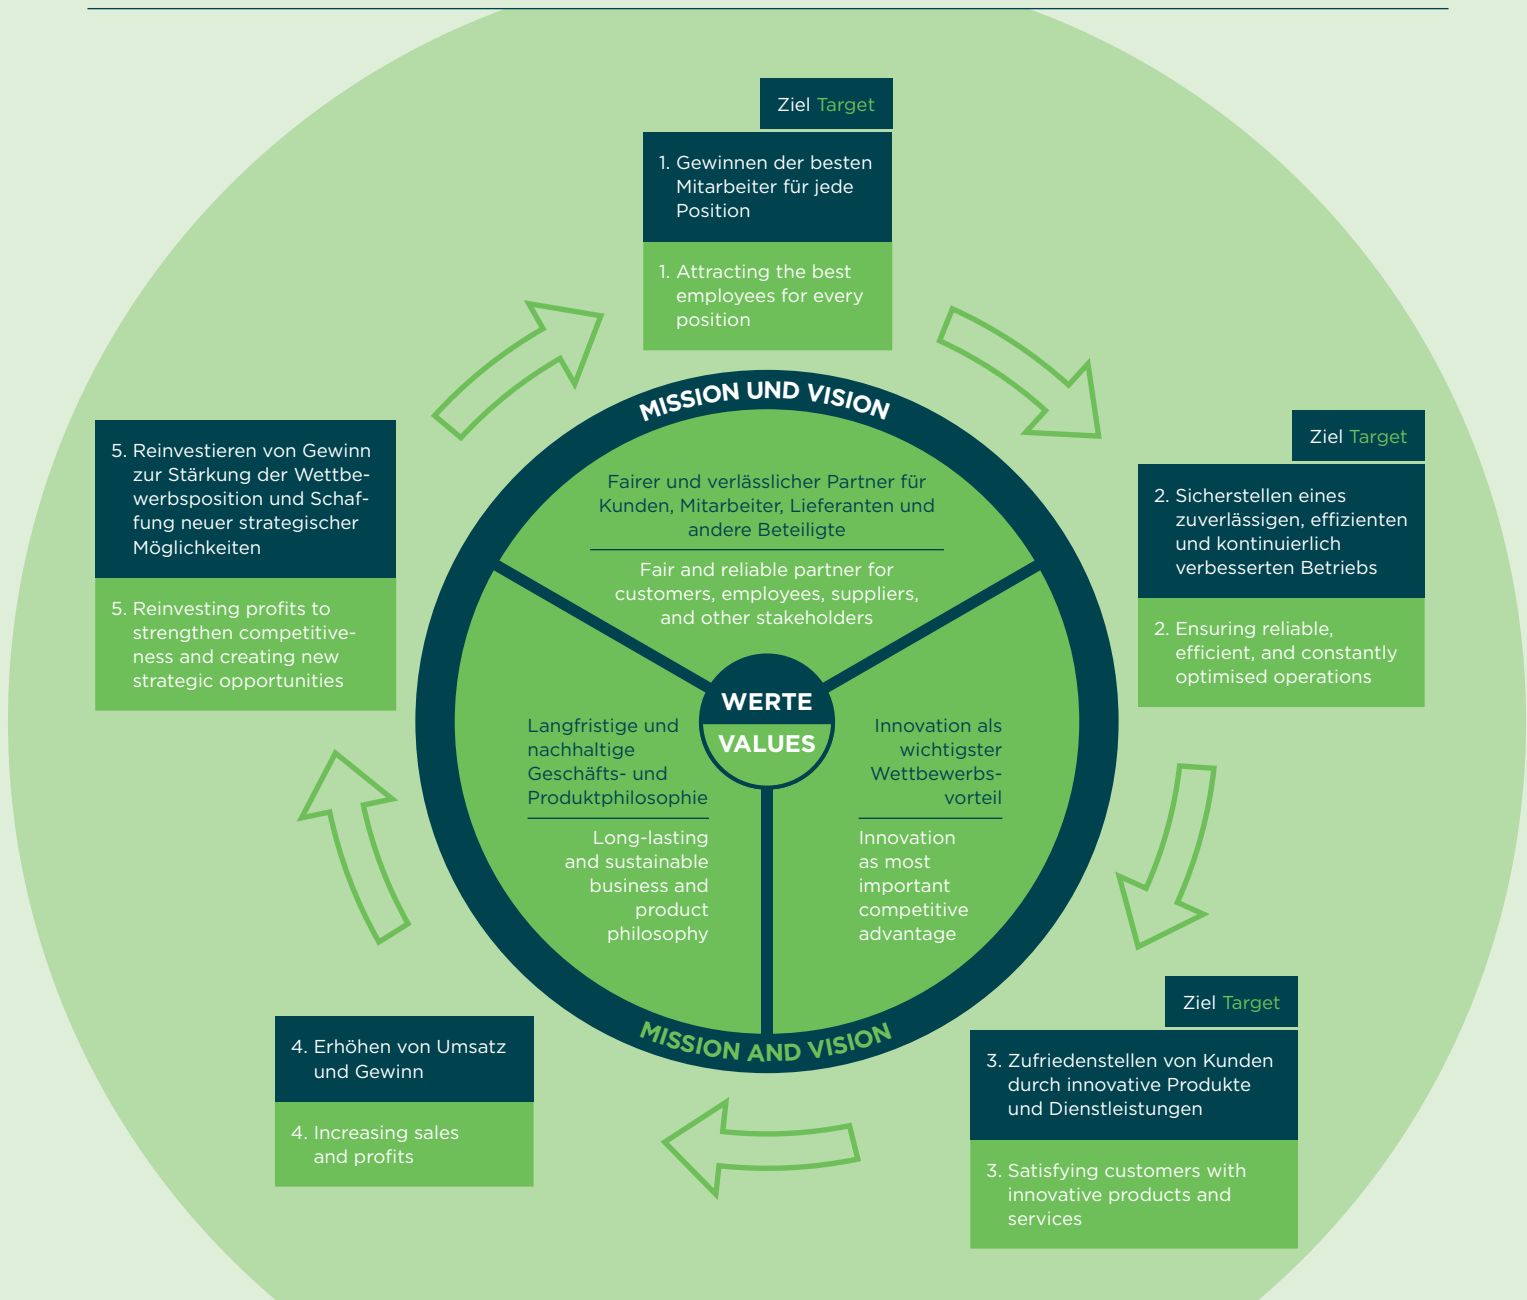 Ziel Target
1. Gewinnen der besten
Mitarbeiter für jede
Position
1. Attracting the best
employees for every
position
Ziel Target
2. Sicherstellen eines
zuverlässigen, effizienten
und kontinuierlich
verbesserten Betriebs
2. Ensuring reliable,
efficient, and constantly
optimised operations
Ziel Target
3. Zufriedenstellen von Kunden
durch innovative Produkte
und Dienstleistungen
3. Satisfying customers with
innovative products and
services
4. Erhöhen von Umsatz
und Gewinn
4. Increasing sales
and profits
5. Reinvestieren von Gewinn
zur Stärkung der Wettbe-
werbsposition und Schaf-
fung neuer strategischer
Möglichkeiten
5. Reinvesting profits to
strengthen competitive-
ness and creating new
strategic opportunities
MISSION UND VISION
Fairer und verlässlicher Partner für
Kunden, Mitarbeiter, Lieferanten und
andere Beteiligte
Fair and reliable partner for
customers, employees, suppliers,
and other stakeholders
WERTE
VALUES
Langfristige und
nachhaltige
Geschäfts- und
Produktphilosophie
Long-lasting
and sustainable
business and
product
philosophy
Innovation als
wichtigster
Wettbewerbs-
vorteil
Innovation
as most
important
competitive
advantage
MISSION AND VISION